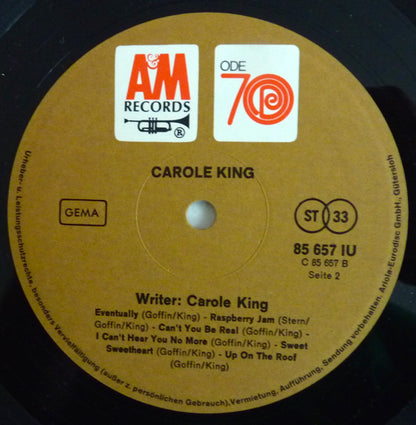 A&M
RECORDS
®
ODE
70
CAROLE KING
GEMA
ST 33
85 657 IU
C 85 657 B
Seite 2
Writer: Carole King
Eventually (Goffin/King) - Raspberry Jam (Stern/
Goffin/King) - Can't You Be Real (Goffin/King) -
I Can't Hear You No More (Goffin/King) - Sweet
Sweetheart (Goffin/King) - Up On The Roof
(Goffin/King)
Urheber- u. Leistungsschutzrechte, besonders Vervielfältigung (außer z. persönlichen Gebrauch), Vermietung, Aufführung, Sendung vorbehalten. Ariola-Eurodisc GmbH., Gütersloh